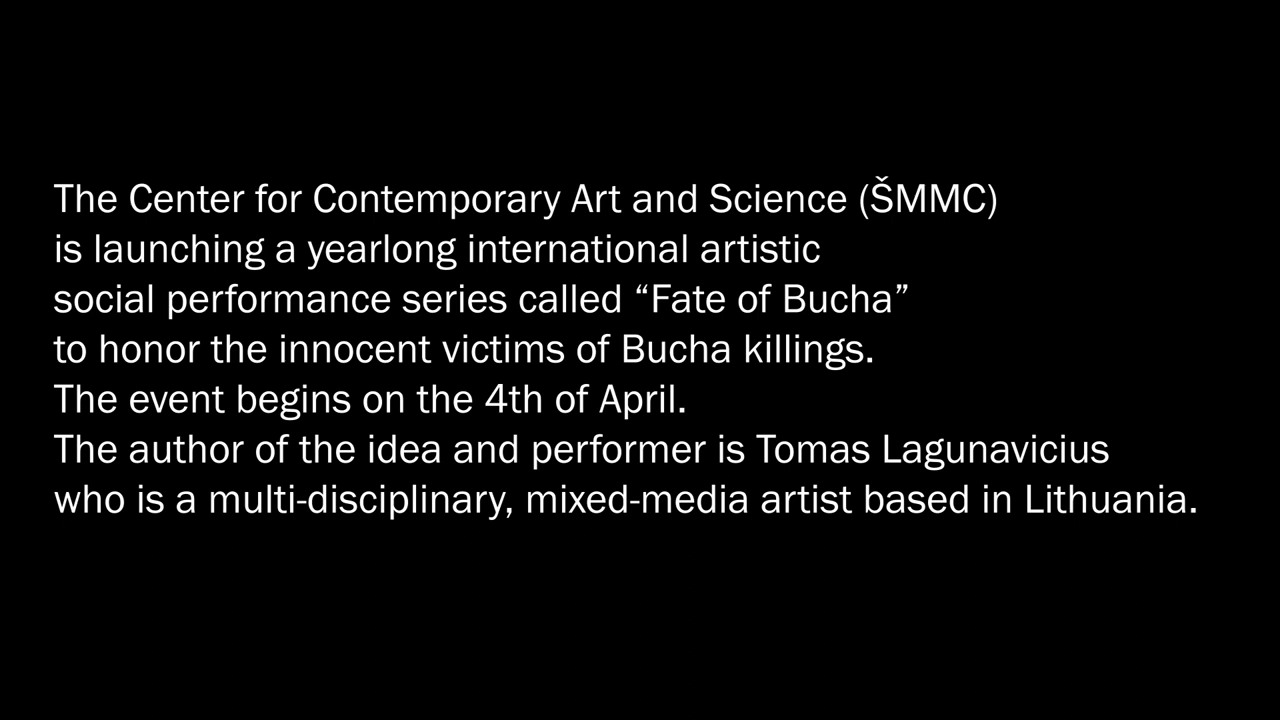 The Center for Contemporary Art and Science (ŠMMC)
is launching a yearlong international artistic
social performance series called “Fate of Bucha”
to honor the innocent victims of Bucha killings.
The event begins on the 4th of April.
The author of the idea and performer is Tomas Lagunavicius
who is a multi-disciplinary, mixed-media artist based in Lithuania.